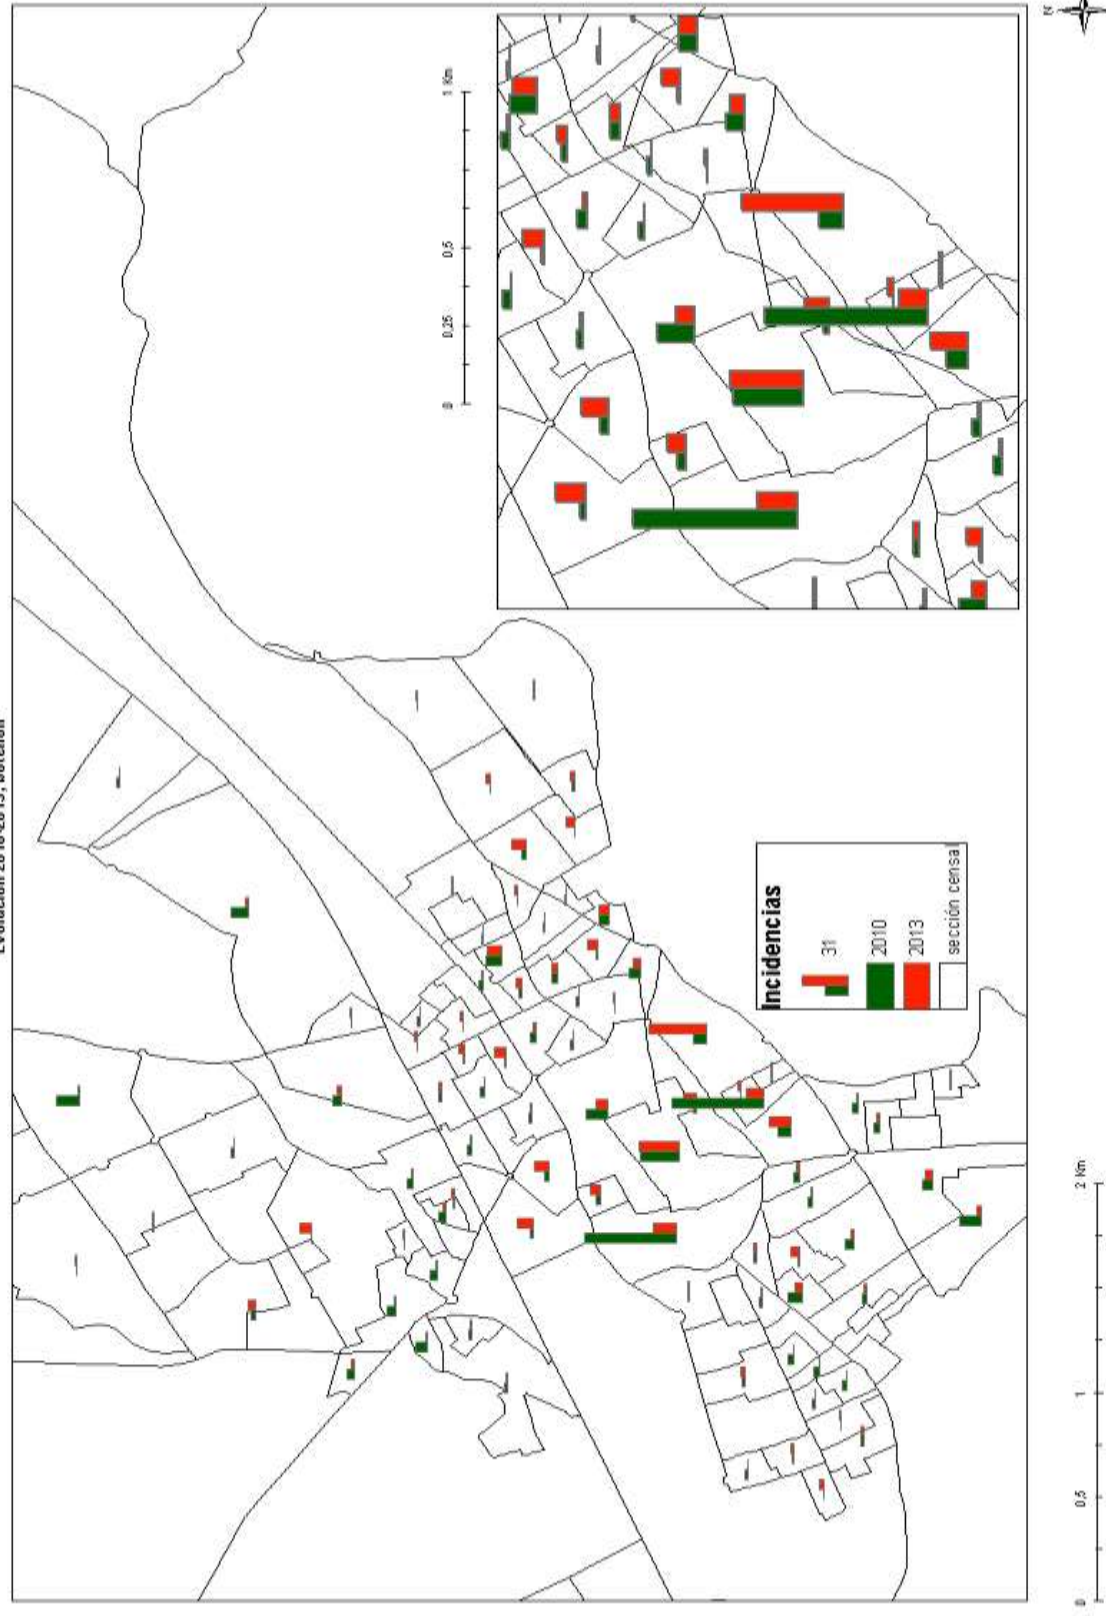 Evolución 2010-2013, botellón
N
0 0,25 0,5 1 Km
Incidencias
31
2010
2013
sección censal
0 0,5 1 2 Km